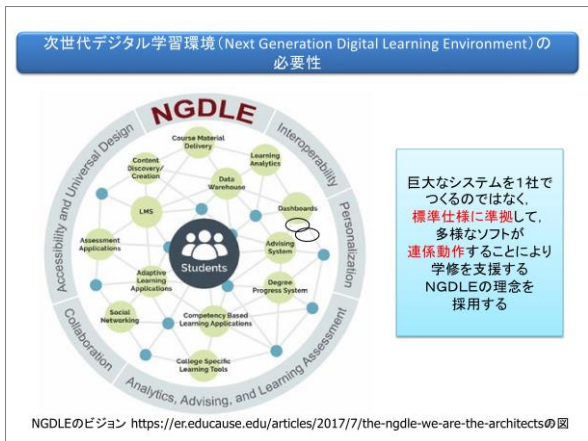 次世代デジタル学習環境(Next Generation Digital Learning Environment)の
必要性
NGDLE
Accessibility and Universal Design
Interoperability
Personalization
Collaboration
Analytics, Advising, and Learning Assessment
Course Material
Delivery
Content
Discovery/
Creation
Learning
Analytics
Data
Warehouse
LMS
Dashboards
Assessment
Applications
Students
Advising
System
Adaptive
Learning
Applications
Degree
Progress System
Social
Networking
Competency Based
Learning Applications
College Specific
Learning Tools
巨大なシステムを1社で
つくるのではなく,
標準仕様に準拠して,
多様なソフトが
連係動作することにより
学修を支援する
NGDLEの理念を
採用する
NGDLEのビジョン https://er.educause.edu/articles/2017/7/the-ngdle-we-are-the-architectsの図